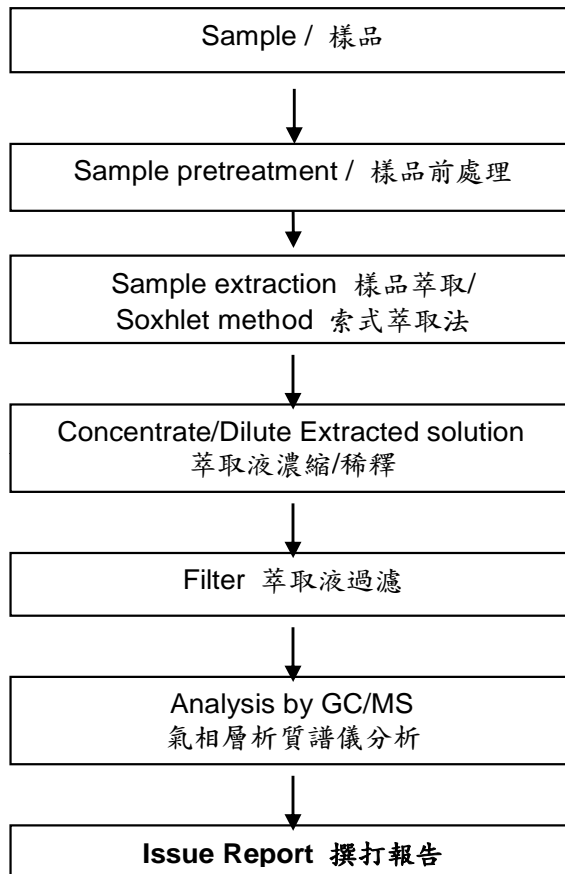 Sample / 樣品
Sample pretreatment / 樣品前處理
Sample extraction 樣品萃取/
Soxhlet method 索式萃取法
Concentrate/Dilute Extracted solution
萃取液濃縮/稀釋
Filter 萃取液過濾
Analysis by GC/MS
氣相層析質譜儀分析
Issue Report 撰打報告